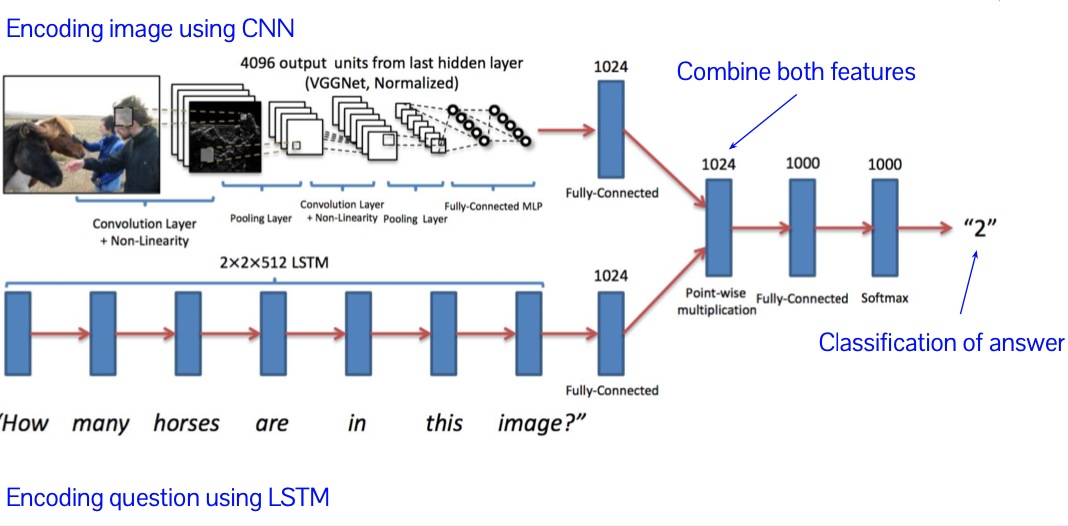 Encoding image using CNN
4096 output units from last hidden layer
(VGGNet, Normalized)
1024
Combine both features
1024
1000
1000
Fully-Connected
Convolution Layer
+ Non-Linearity
Pooling Layer
Convolution Layer
+ Non-Linearity
Pooling Layer
Fully-Connected MLP
“2”
2×2×512 LSTM
1024
Point-wise
multiplication
Fully-Connected
Softmax
Classification of answer
Fully-Connected
“How many horses are in this image?”
Encoding question using LSTM